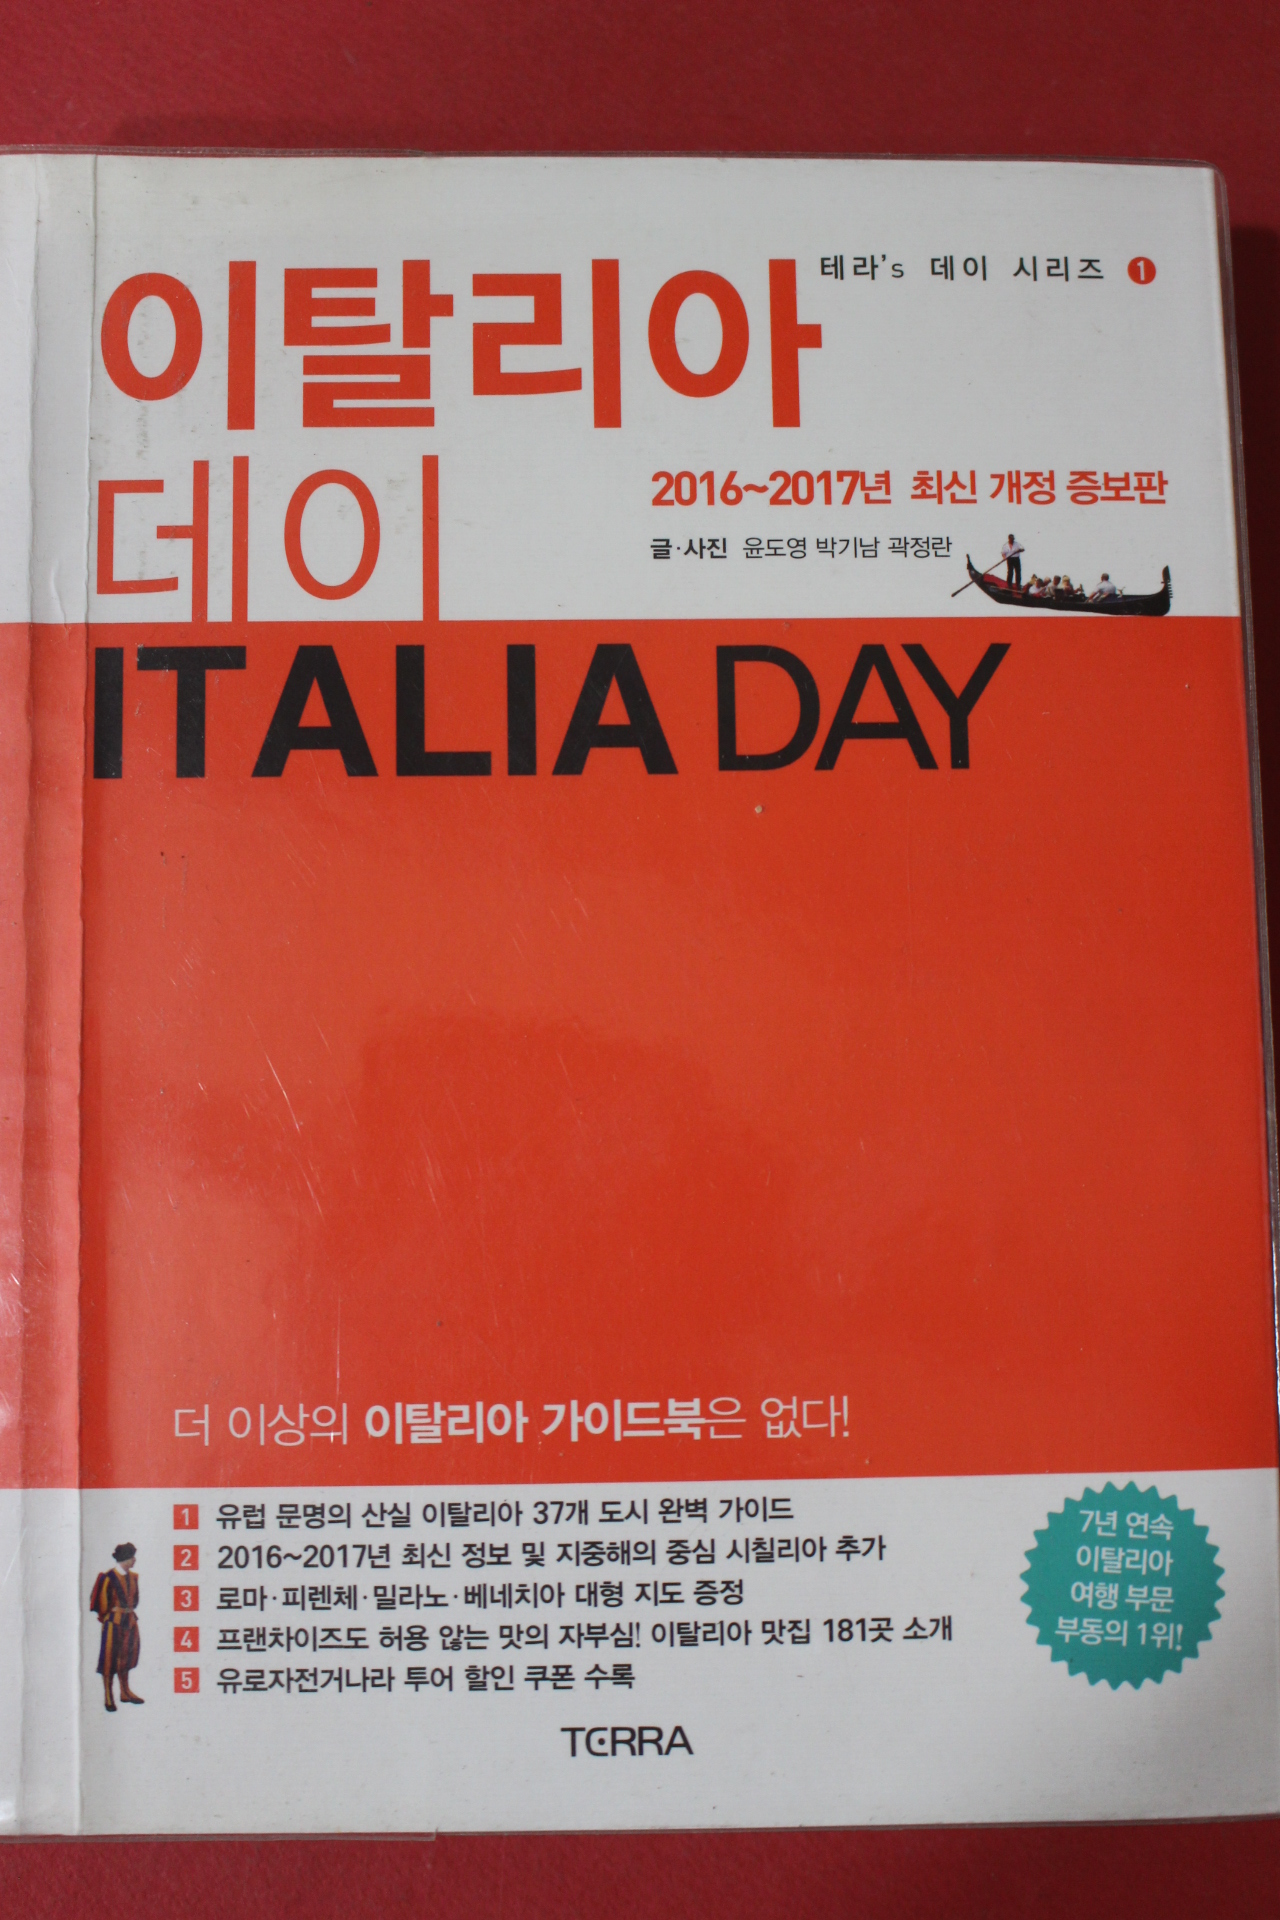 테라's 데이 시리즈 1
이탈리아
데이
2016~2017년 최신 개정 증보판
글·사진 윤도영 박기남 곽정란
ITALIA DAY
더 이상의 이탈리아 가이드북은 없다!
1 유럽 문명의 산실 이탈리아 37개 도시 완벽 가이드
2 2016~2017년 최신 정보 및 지중해의 중심 시칠리아 추가
3 로마·피렌체·밀라노·베네치아 대형 지도 증정
4 프랜차이즈도 허용 않는 맛의 자부심! 이탈리아 맛집 181곳 소개
5 유로자전거나라 투어 할인 쿠폰 수록
7년 연속
이탈리아
여행 부문
부동의 1위!
TERRA